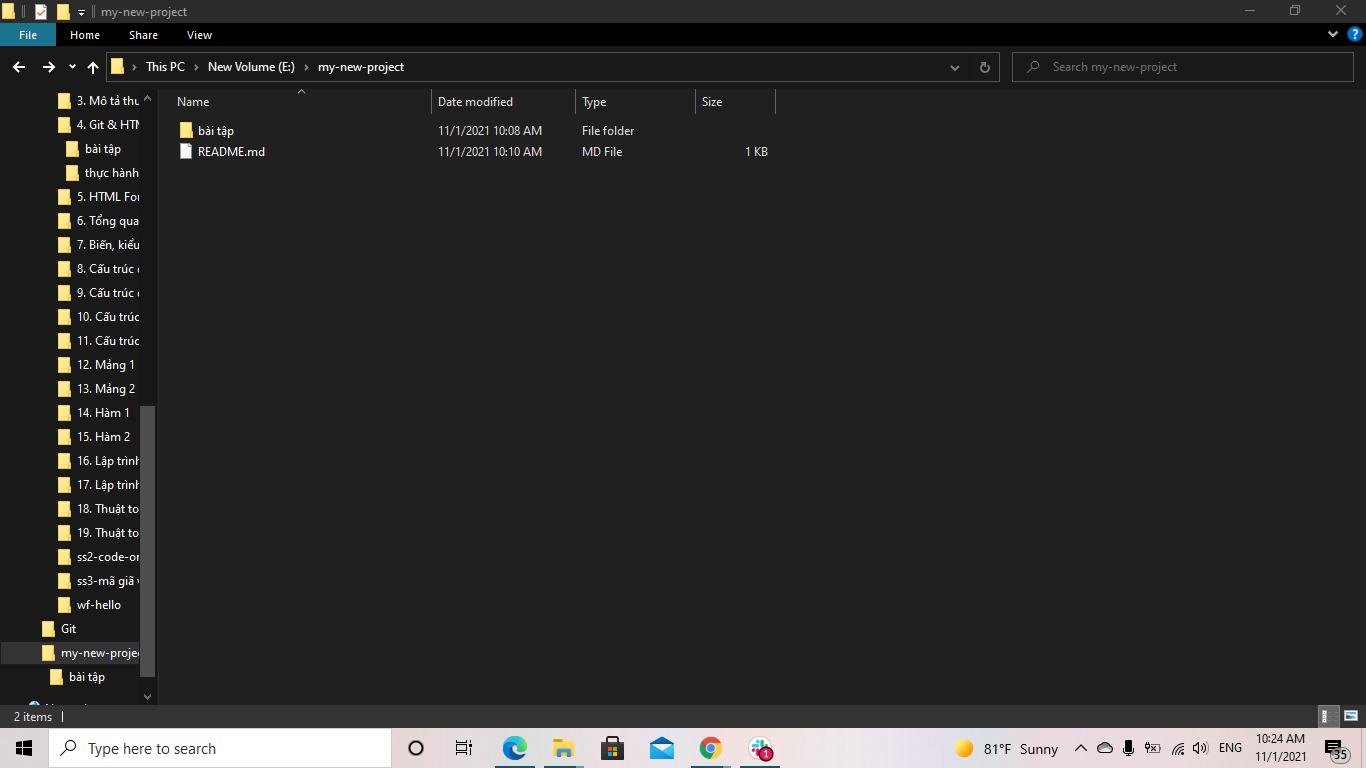 my-new-project
File Home Share View
This PC New Volume (E:) my-new-project
Search my-new-project
Name Date modified Type Size
bài tập 11/1/2021 10:08 AM File folder
README.md 11/1/2021 10:10 AM MD File 1 KB
3. Mô tả thu
4. Git & HTM
bài tập
thực hành
5. HTML For
6. Tổng qua
7. Biến, kiểu
8. Cấu trúc
9. Cấu trúc
10. Cấu trúc
11. Cấu trúc
12. Mảng 1
13. Mảng 2
14. Hàm 1
15. Hàm 2
16. Lập trình
17. Lập trình
18. Thuật to
19. Thuật to
ss2-code-on
ss3-mã giã
wf-hello
Git
my-new-projec
bài tập
2 items
Type here to search
1
81°F Sunny
ENG
10:24 AM
11/1/2021
35